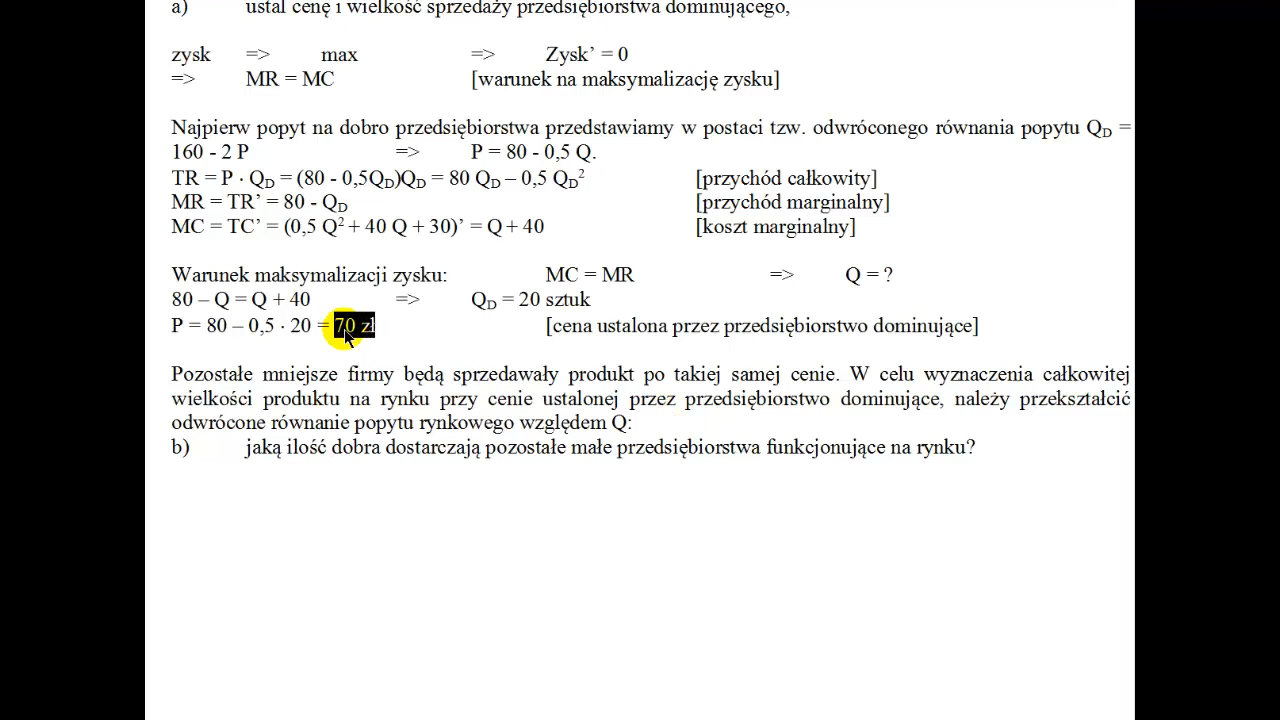 a) ustal cenę i wielkość sprzedaży przedsiębiorstwa dominującego,
zysk => max => Zysk’ = 0
=> MR = MC [warunek na maksymalizację zysku]
Najpierw popyt na dobro przedsiębiorstwa przedstawiamy w postaci tzw. odwróconego równania popytu Q_D =
160 - 2 P => P = 80 - 0,5 Q.
TR = P · Q_D = (80 - 0,5Q_D)Q_D = 80 Q_D – 0,5 Q_D² [przychód całkowity]
MR = TR’ = 80 - Q_D [przychód marginalny]
MC = TC’ = (0,5 Q² + 40 Q + 30)’ = Q + 40 [koszt marginalny]
Warunek maksymalizacji zysku: MC = MR => Q = ?
80 – Q = Q + 40 => Q_D = 20 sztuk
P = 80 – 0,5 · 20 = 70 zł [cena ustalona przez przedsiębiorstwo dominujące]
Pozostałe mniejsze firmy będą sprzedawały produkt po takiej samej cenie. W celu wyznaczenia całkowitej
wielkości produktu na rynku przy cenie ustalonej przez przedsiębiorstwo dominujące, należy przekształcić
odwrócone równanie popytu rynkowego względem Q:
b) jaką ilość dobra dostarczają pozostałe małe przedsiębiorstwa funkcjonujące na rynku?